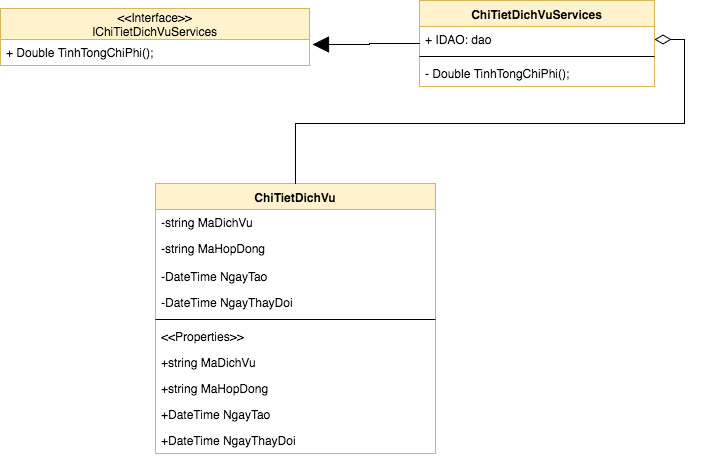 <<Interface>>
IChiTietDichVuServices
+ Double TinhTongChiPhi();
ChiTietDichVuServices
+ IDAO: dao
- Double TinhTongChiPhi();
ChiTietDichVu
-string MaDichVu
-string MaHopDong
-DateTime NgayTao
-DateTime NgayThayDoi
<<Properties>>
+string MaDichVu
+string MaHopDong
+DateTime NgayTao
+DateTime NgayThayDoi